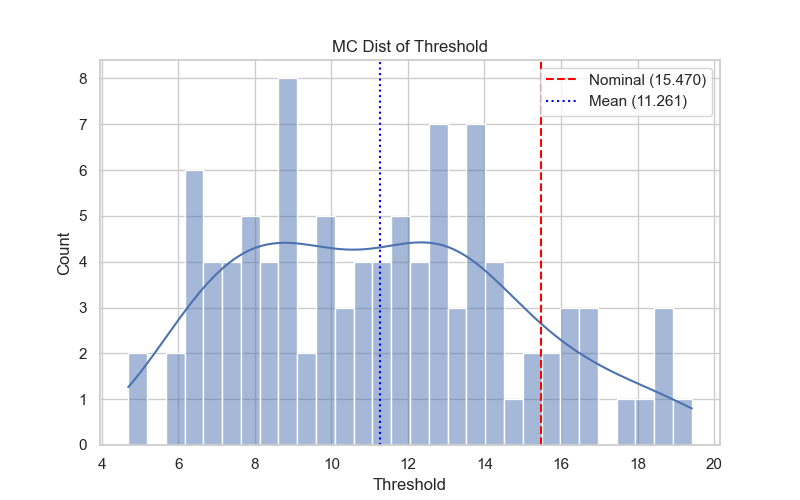 MC Dist of Threshold
Nominal (15.470)
Mean (11.261)
8
7
6
5
4
3
2
1
0
Count
4 6 8 10 12 14 16 18 20
Threshold